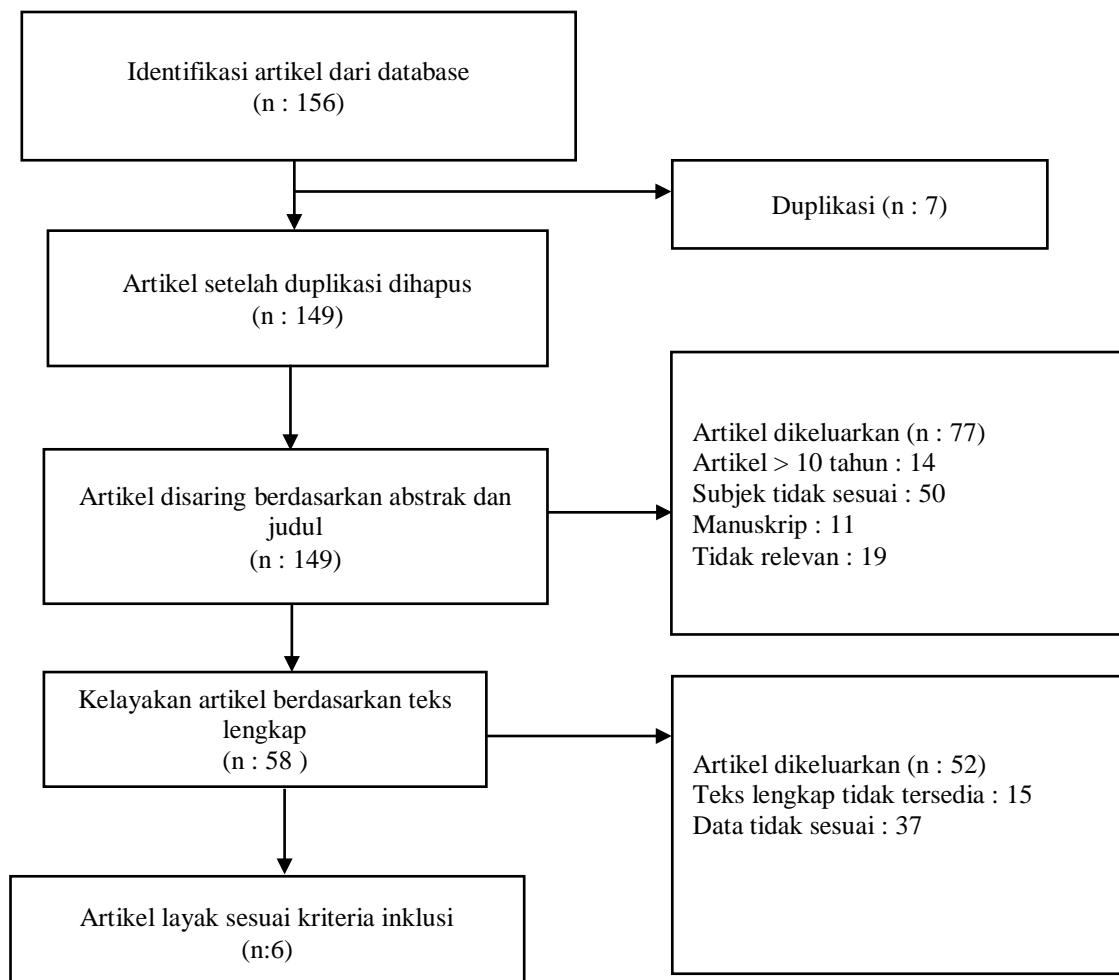 Identifikasi artikel dari database
(n : 156)
Duplikasi (n : 7)
Artikel setelah duplikasi dihapus
(n : 149)
Artikel disaring berdasarkan abstrak dan
judul
(n : 149)
Artikel dikeluarkan (n : 77)
Artikel > 10 tahun : 14
Subjek tidak sesuai : 50
Manuskrip : 11
Tidak relevan : 19
Kelayakan artikel berdasarkan teks
lengkap
(n : 58 )
Artikel dikeluarkan (n : 52)
Teks lengkap tidak tersedia : 15
Data tidak sesuai : 37
Artikel layak sesuai kriteria inklusi
(n:6)